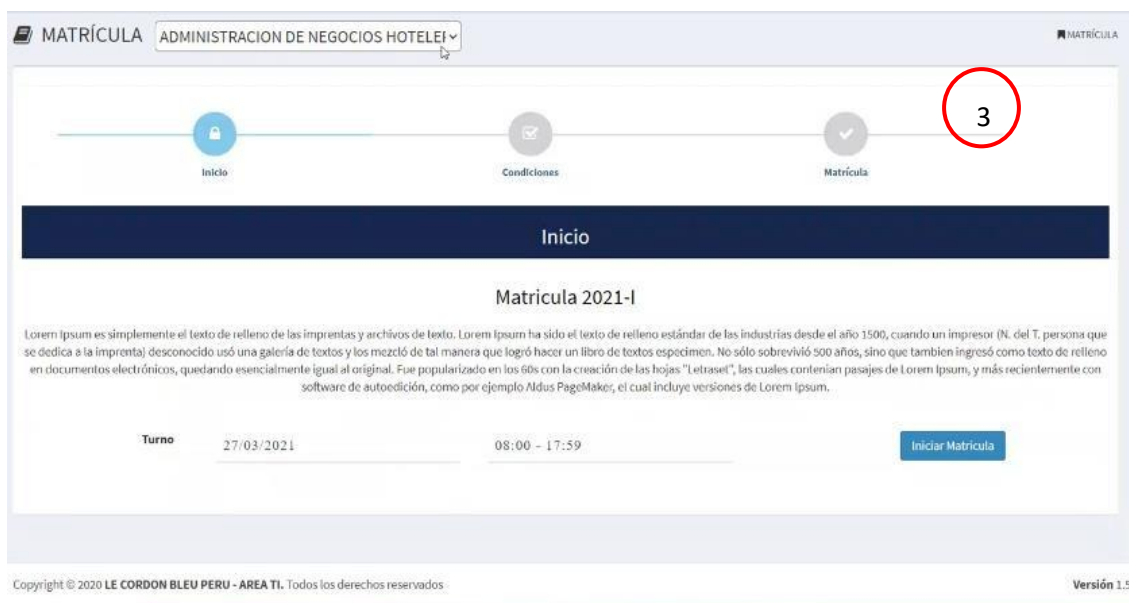 MATRÍCULA ADMINISTRACION DE NEGOCIOS HOTELEI
MATRÍCULA
3
Inicio
Condiciones
Matrícula
Inicio
Matricula 2021-I
Lorem Ipsum es simplemente el texto de relleno de las imprentas y archivos de texto. Lorem Ipsum ha sido el texto de relleno estándar de las industrias desde el año 1500, cuando un impresor (N. del T. persona que
se dedica a la imprenta) desconocido usó una galería de textos y los mezcló de tal manera que logró hacer un libro de textos especimen. No sólo sobrevivió 500 años, sino que tambien ingresó como texto de relleno
en documentos electrónicos, quedando esencialmente igual al original. Fue popularizado en los 60s con la creación de las hojas "Letraset", las cuales contenian pasajes de Lorem Ipsum, y más recientemente con
software de autoedición, como por ejemplo Aldus PageMaker, el cual incluye versiones de Lorem Ipsum.
Turno 27/03/2021 08:00 - 17:59 Iniciar Matricula
Copyright © 2020 LE CORDON BLEU PERU - AREA TI. Todos los derechos reservados
Versión 1.5